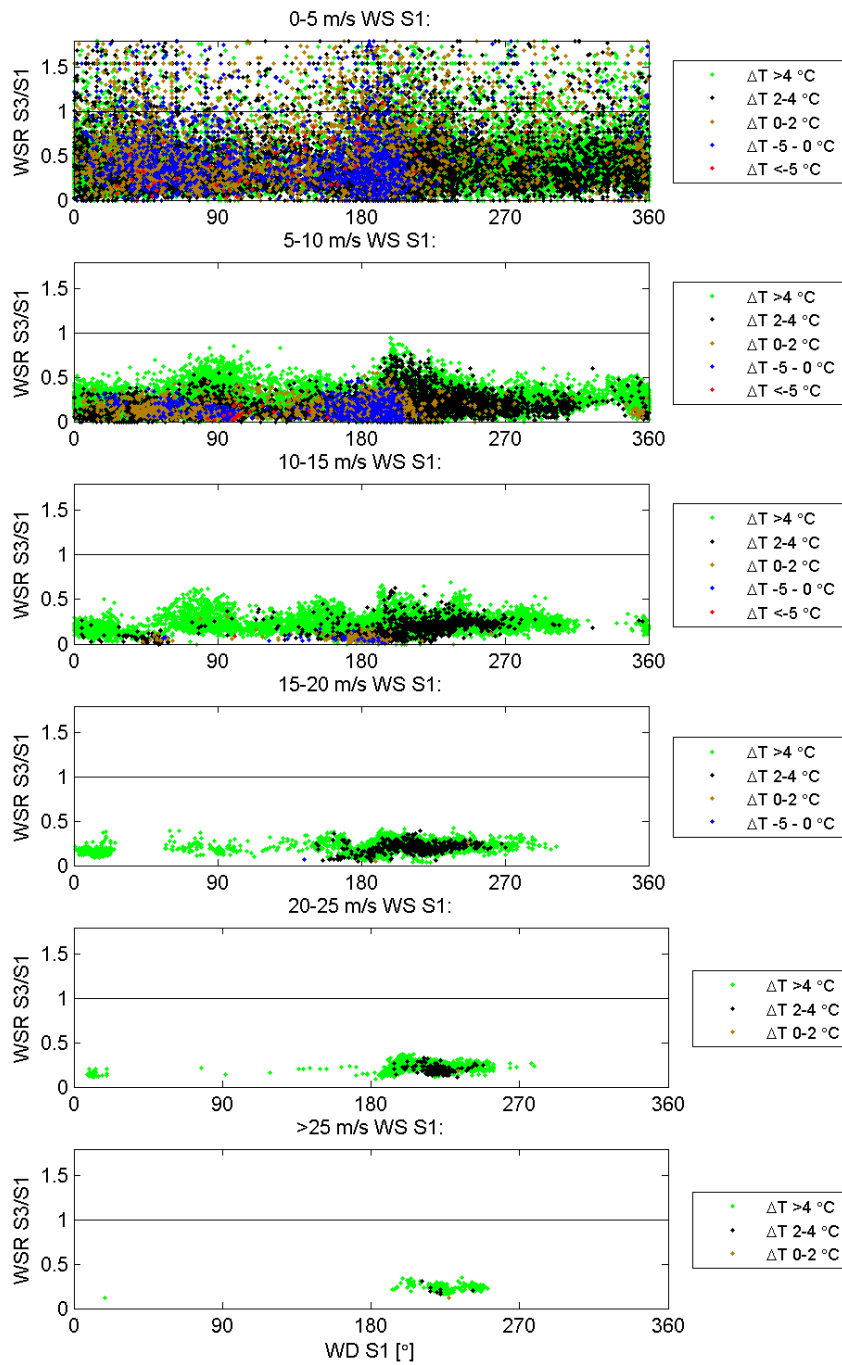 0-5 m/s WS S1:
WSR S3/S1
1.5
1
0.5
0
0 90 180 270 360
ΔT >4 °C
ΔT 2-4 °C
ΔT 0-2 °C
ΔT -5 - 0 °C
ΔT <-5 °C
5-10 m/s WS S1:
WSR S3/S1
1.5
1
0.5
0
0 90 180 270 360
ΔT >4 °C
ΔT 2-4 °C
ΔT 0-2 °C
ΔT -5 - 0 °C
ΔT <-5 °C
10-15 m/s WS S1:
WSR S3/S1
1.5
1
0.5
0
0 90 180 270 360
ΔT >4 °C
ΔT 2-4 °C
ΔT 0-2 °C
ΔT -5 - 0 °C
ΔT <-5 °C
15-20 m/s WS S1:
WSR S3/S1
1.5
1
0.5
0
0 90 180 270 360
ΔT >4 °C
ΔT 2-4 °C
ΔT 0-2 °C
ΔT -5 - 0 °C
20-25 m/s WS S1:
WSR S3/S1
1.5
1
0.5
0
0 90 180 270 360
ΔT >4 °C
ΔT 2-4 °C
ΔT 0-2 °C
>25 m/s WS S1:
WSR S3/S1
1.5
1
0.5
0
0 90 180 270 360
ΔT >4 °C
ΔT 2-4 °C
ΔT 0-2 °C
WD S1 [°]